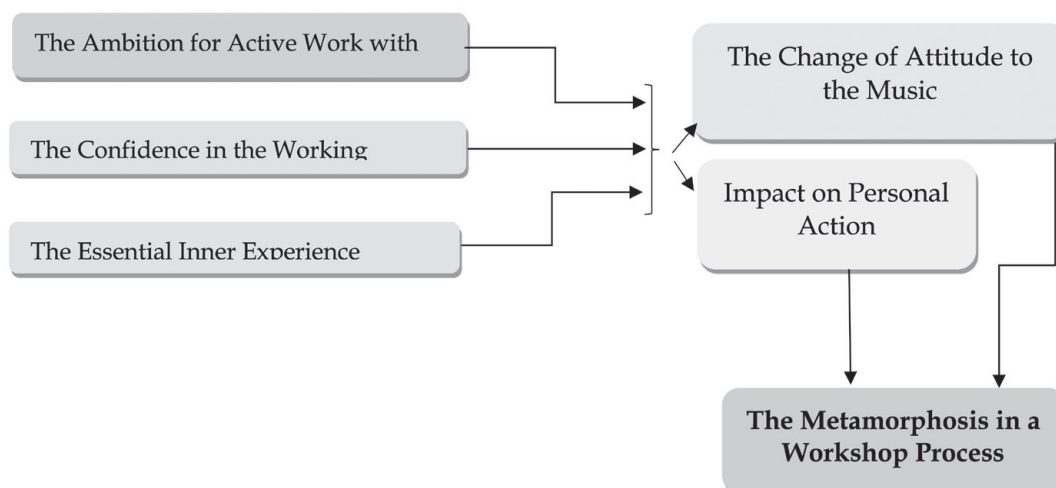 The Ambition for Active Work with
The Confidence in the Working
The Essential Inner Experience
The Change of Attitude to
the Music
Impact on Personal
Action
The Metamorphosis in a
Workshop Process